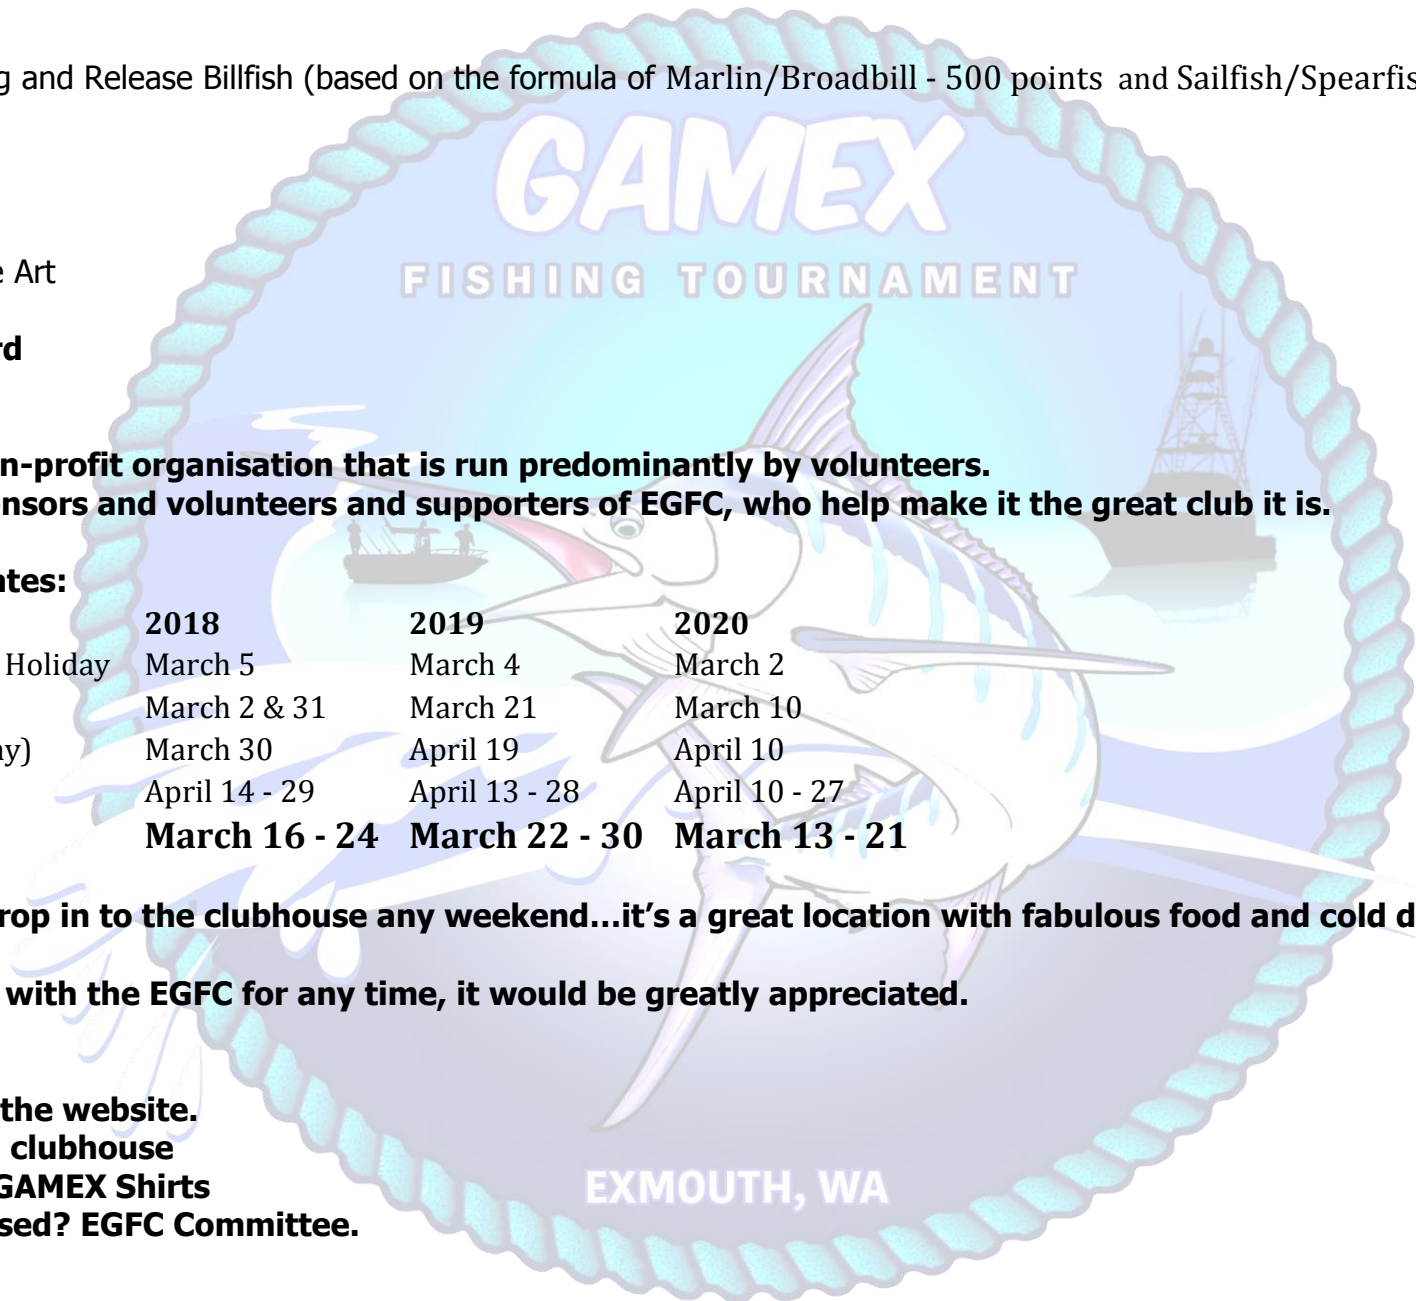 g and Release Billfish (based on the formula of Marlin/Broadbill - 500 points and Sailfish/Spearfis
GAMEX
FISHING TOURNAMENT
e Art
rd
n-profit organisation that is run predominantly by volunteers.
nsors and volunteers and supporters of EGFC, who help make it the great club it is.
ates:
2018 2019 2020
Holiday March 5 March 4 March 2
March 2 & 31 March 21 March 10
ay) March 30 April 19 April 10
April 14 - 29 April 13 - 28 April 10 - 27
March 16 - 24 March 22 - 30 March 13 - 21
rop in to the clubhouse any weekend…it’s a great location with fabulous food and cold d
with the EGFC for any time, it would be greatly appreciated.
the website.
clubhouse
GAMEX Shirts
EXMOUTH, WA
sed? EGFC Committee.